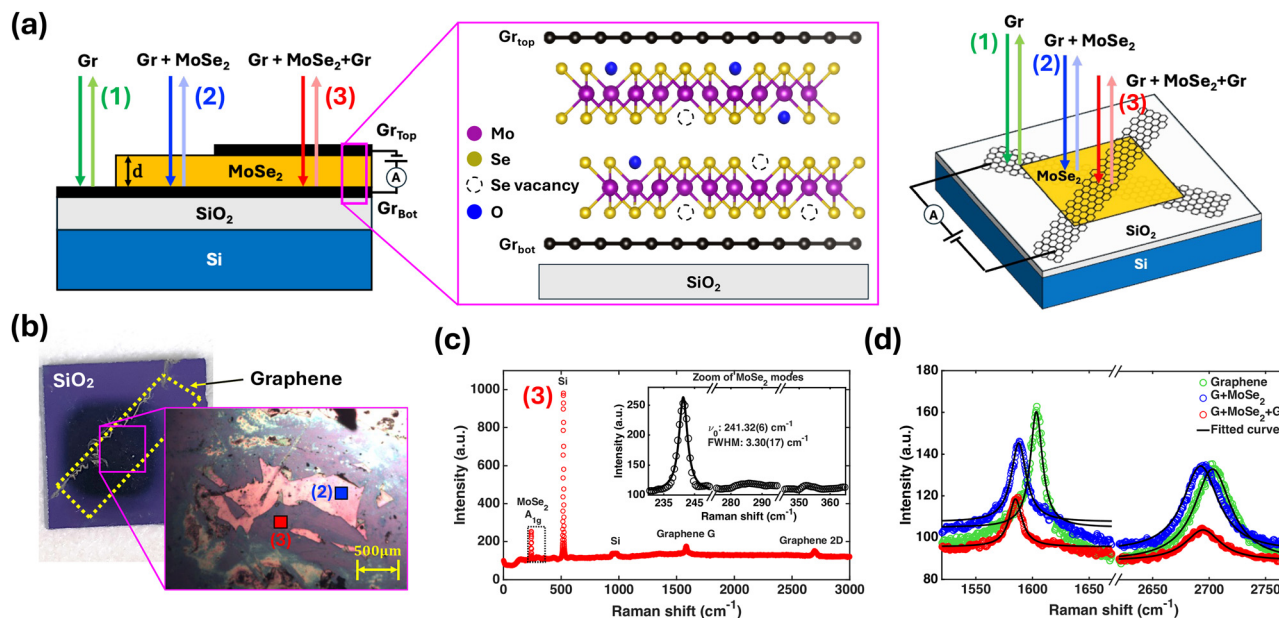 (a)
Gr
Gr + MoSe₂
Gr + MoSe₂+Gr
(1)
(2)
(3)
d
MoSe₂
SiO₂
Si
Gr_Top
A
Gr_Bot
Gr_top
Mo
Se
Se vacancy
O
Gr_bot
SiO₂
Gr
(1)
Gr + MoSe₂
(2)
Gr + MoSe₂+Gr
(3)
MoSe₂
A
SiO₂
Si
(b)
SiO₂
Graphene
(2)
(3)
500μm
(c)
(3)
Intensity (a.u.)
1000
800
600
400
200
0
Si
MoSe₂
A₁g
Si
Graphene G
Graphene 2D
0 500 1000 1500 2000 2500 3000
Raman shift (cm⁻¹)
Zoom of MoSe₂ modes
Intensity (a.u.)
250
200
150
100
ν₀: 241.32(6) cm⁻¹
FWHM: 3.30(17) cm⁻¹
235 245 280 290 350 360
Raman shift (cm⁻¹)
(d)
Intensity (a.u.)
180
160
140
120
100
80
Graphene
G+MoSe₂
G+MoSe₂+G
Fitted curve
1550 1600 1650 2650 2700 2750
Raman shift (cm⁻¹)